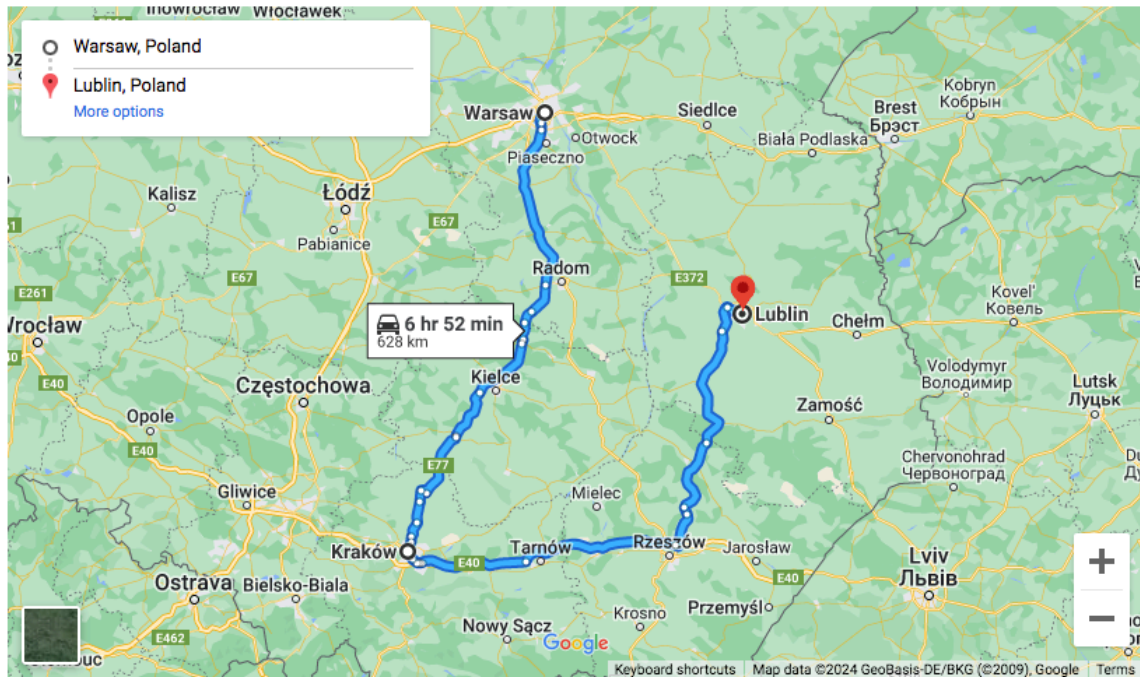 Inowrocław
Włocławek
Warsaw, Poland
Lublin, Poland
More options
Warsaw
Siedlce
Kobryn
Кобрын
Brest
Брэст
Otwock
Piaseczno
Biała Podlaska
Kalisz
Łódź
Pabianice
E67
E67
Radom
E372
E261
Kovel'
Ковель
6 hr 52 min
628 km
Lublin
Chełm
Wrocław
Kielce
Volodymyr
Володимир
E40
Częstochowa
Lutsk
Луцьк
Opole
Zamość
E40
E77
Chervonohrad
Червоноград
Gliwice
Mielec
Kraków
E40
Tarnów
Rzeszów
Jarosław
Lviv
Львів
E40
Ostrava
Bielsko-Biala
Krosno
Przemyśl
E462
Nowy Sącz
Google
Keyboard shortcuts
Map data ©2024 GeoBasis-DE/BKG (©2009), Google
Terms